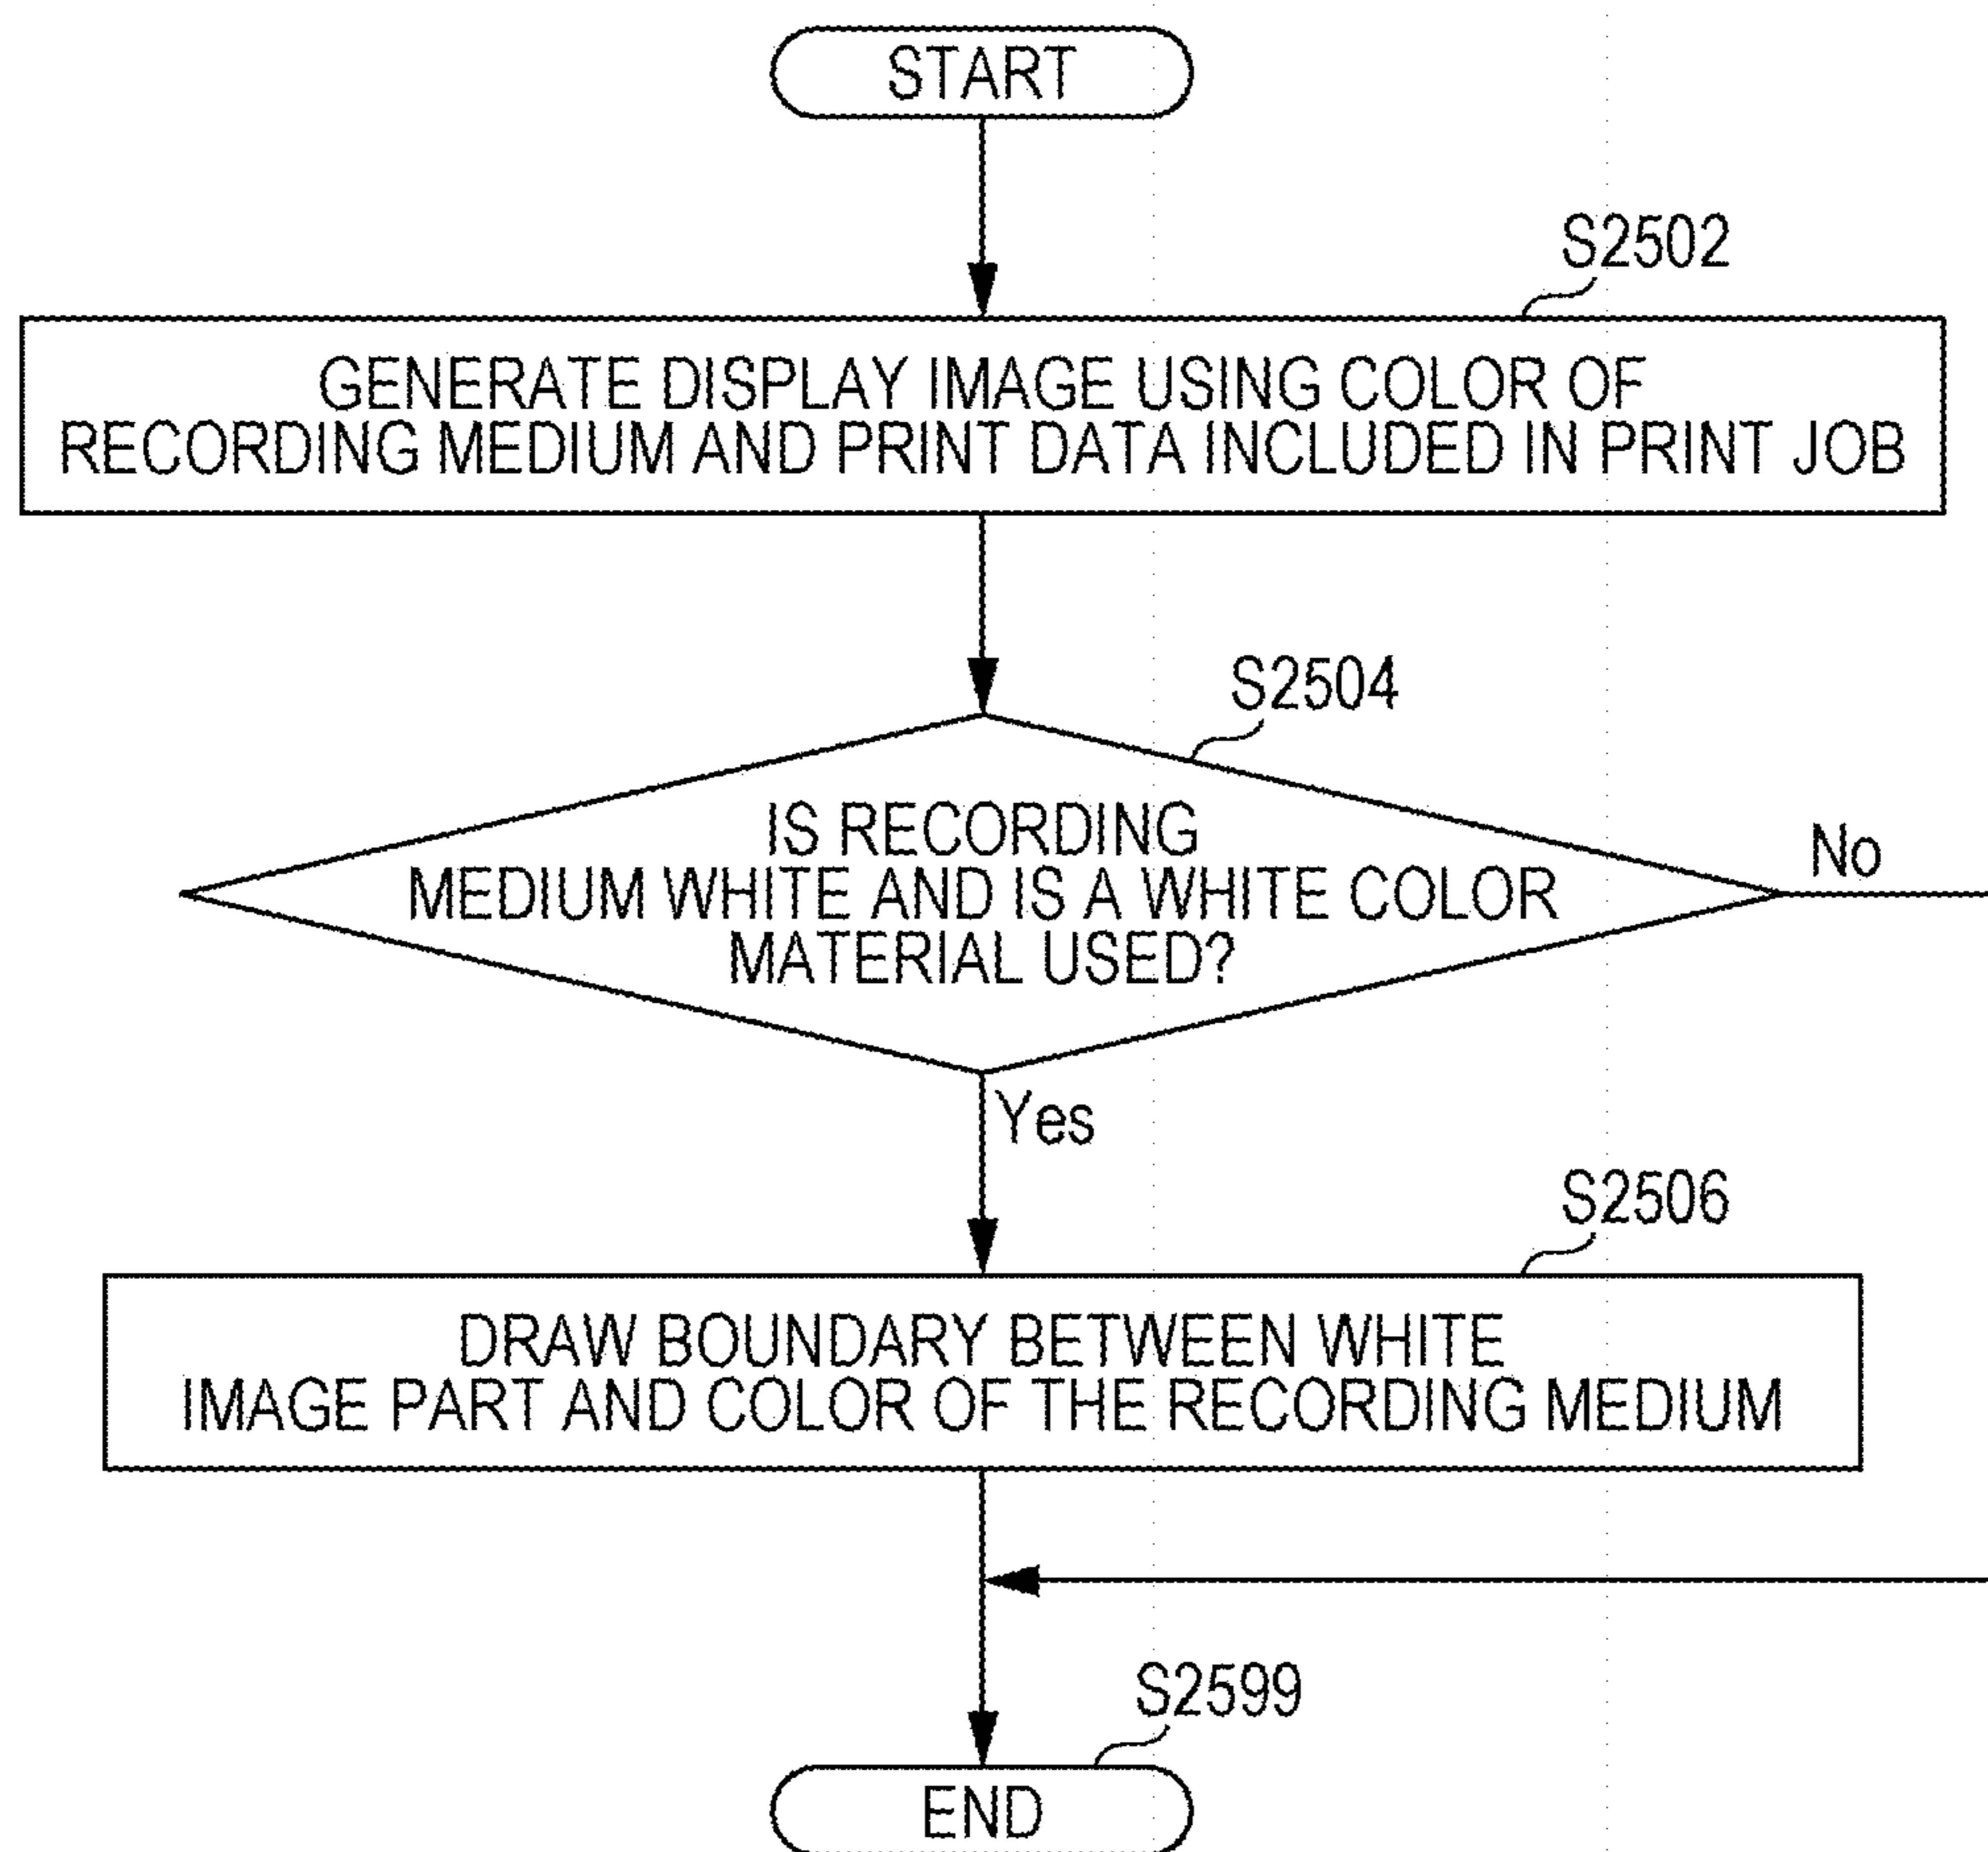 START
S2502
GENERATE DISPLAY IMAGE USING COLOR OF
RECORDING MEDIUM AND PRINT DATA INCLUDED IN PRINT JOB
S2504
IS RECORDING
MEDIUM WHITE AND IS A WHITE COLOR
MATERIAL USED?
No
Yes
S2506
DRAW BOUNDARY BETWEEN WHITE
IMAGE PART AND COLOR OF THE RECORDING MEDIUM
S2599
END